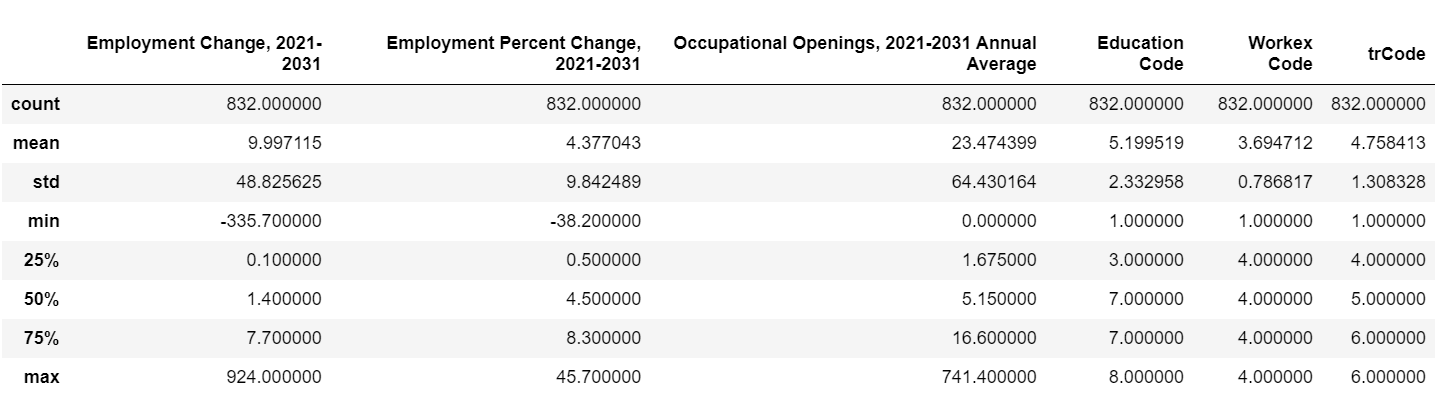 Employment Change, 2021-2031 Employment Percent Change, 2021-2031 Occupational Openings, 2021-2031 Annual Average Education Code Workex Code trCode
count 832.000000 832.000000 832.000000 832.000000 832.000000 832.000000
mean 9.997115 4.377043 23.474399 5.199519 3.694712 4.758413
std 48.825625 9.842489 64.430164 2.332958 0.786817 1.308328
min -335.700000 -38.200000 0.000000 1.000000 1.000000 1.000000
25% 0.100000 0.500000 1.675000 3.000000 4.000000 4.000000
50% 1.400000 4.500000 5.150000 7.000000 4.000000 5.000000
75% 7.700000 8.300000 16.600000 7.000000 4.000000 6.000000
max 924.000000 45.700000 741.400000 8.000000 4.000000 6.000000